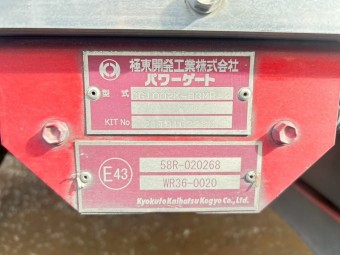 極東開発工業株式会社
パワーゲート
型式
KIT No
E43
58R-020268
WR36-0020
Kyokuto Kaihatsu Kogyo Co., Ltd.